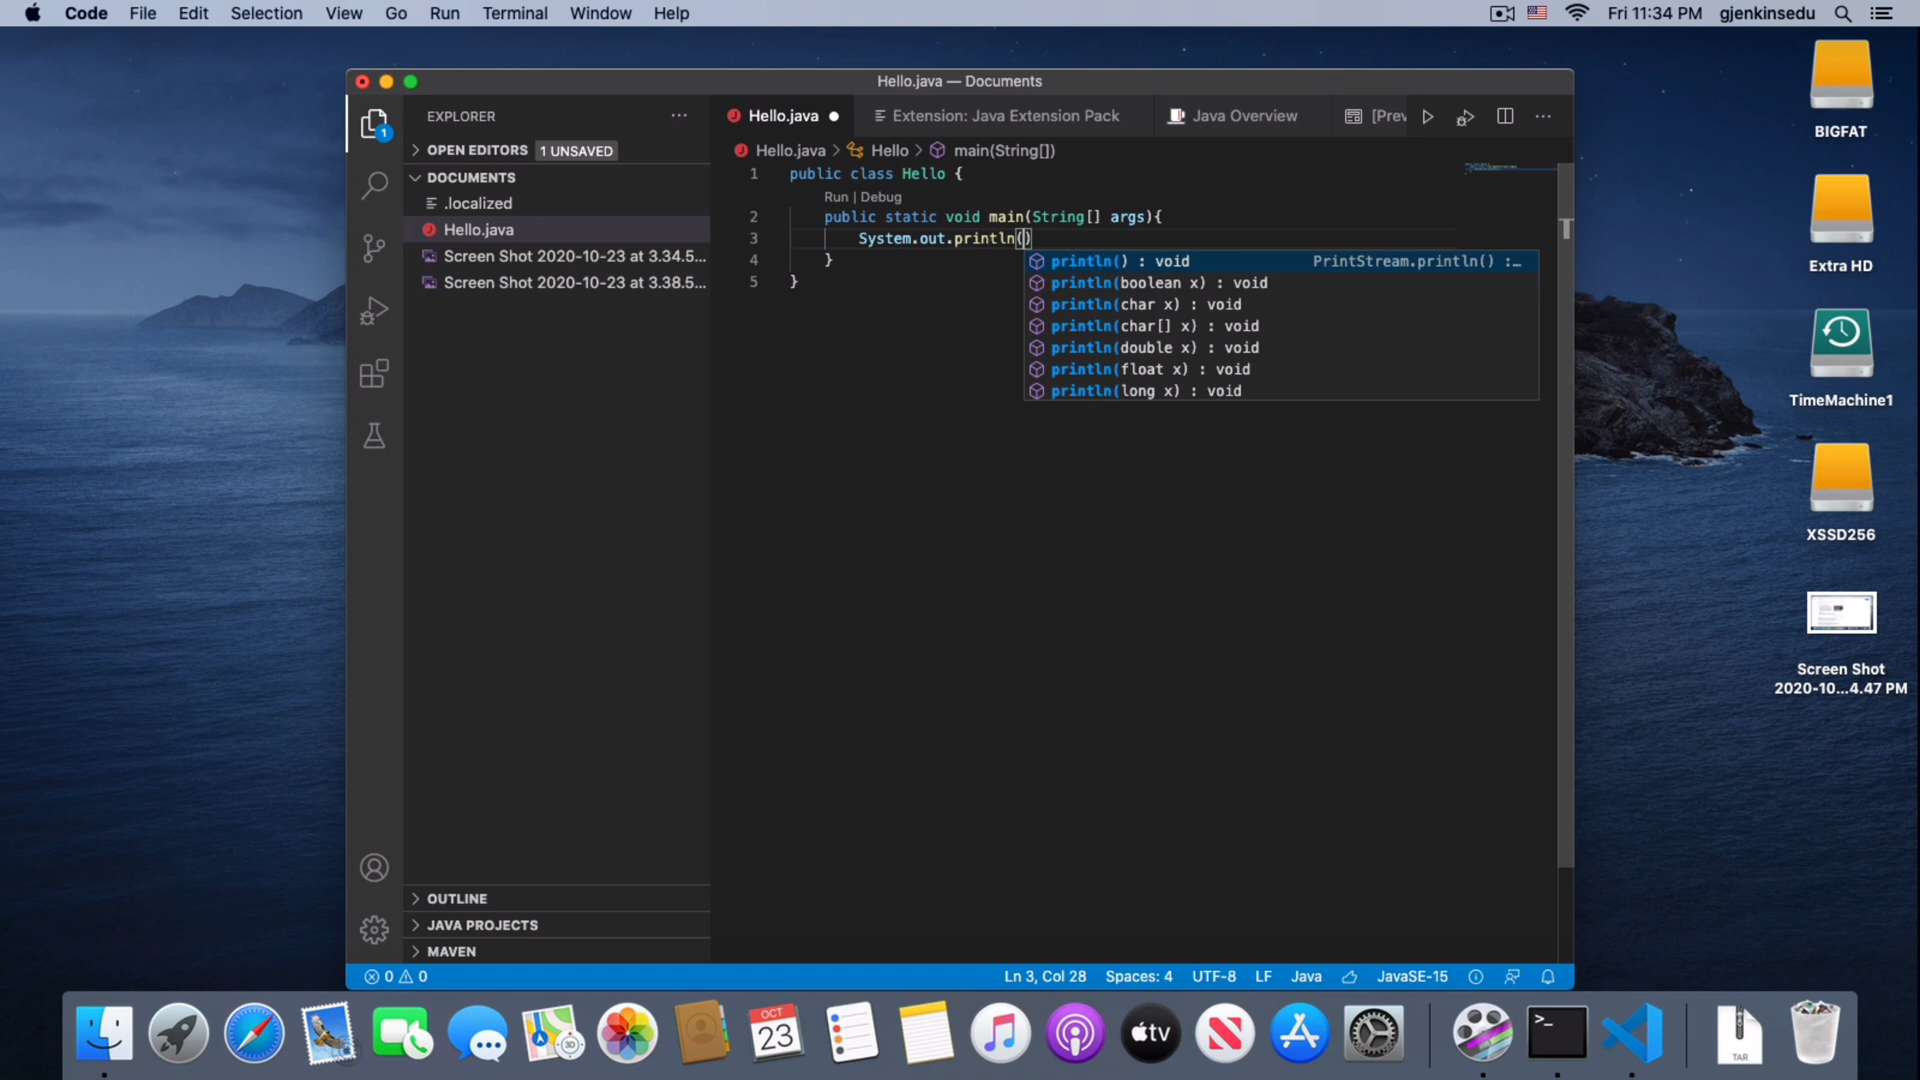 Code File Edit Selection View Go Run Terminal Window Help
Fri 11:34 PM gjenkinsedu
Hello.java — Documents
EXPLORER
OPEN EDITORS 1 UNSAVED
DOCUMENTS
.localized
Hello.java
Screen Shot 2020-10-23 at 3.34.5...
Screen Shot 2020-10-23 at 3.38.5...
OUTLINE
JAVA PROJECTS
MAVEN
1
Hello.java Extension: Java Extension Pack Java Overview [Prev
Hello.java > Hello > main(String[])
1 public class Hello {
Run | Debug
2 public static void main(String[] args){
3 System.out.println()
4 }
5 }
println() : void PrintStream.println() :…
println(boolean x) : void
println(char x) : void
println(char[] x) : void
println(double x) : void
println(float x) : void
println(long x) : void
0 0 Ln 3, Col 28 Spaces: 4 UTF-8 LF Java JavaSE-15
BIGFAT
Extra HD
TimeMachine1
XSSD256
Screen Shot
2020-10...4.47 PM
OCT
23
30
tv
>_
TAR